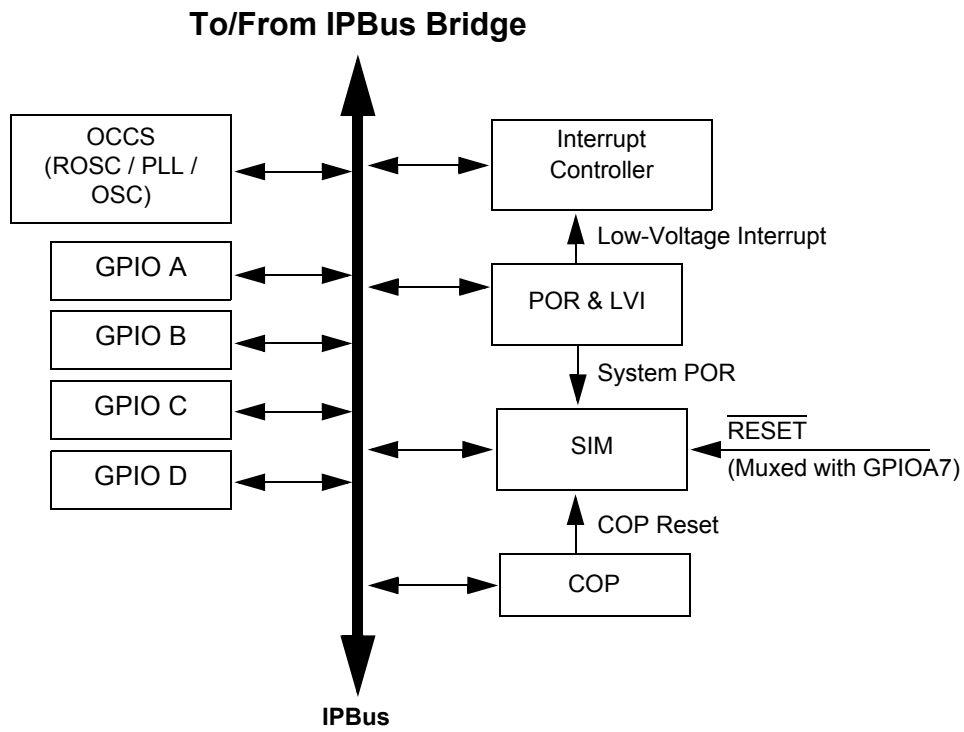 To/From IPBus Bridge
OCCS
(ROSC / PLL /
OSC)
GPIO A
GPIO B
GPIO C
GPIO D
Interrupt
Controller
Low-Voltage Interrupt
POR & LVI
System POR
SIM
RESET
(Muxed with GPIOA7)
COP Reset
COP
IPBus